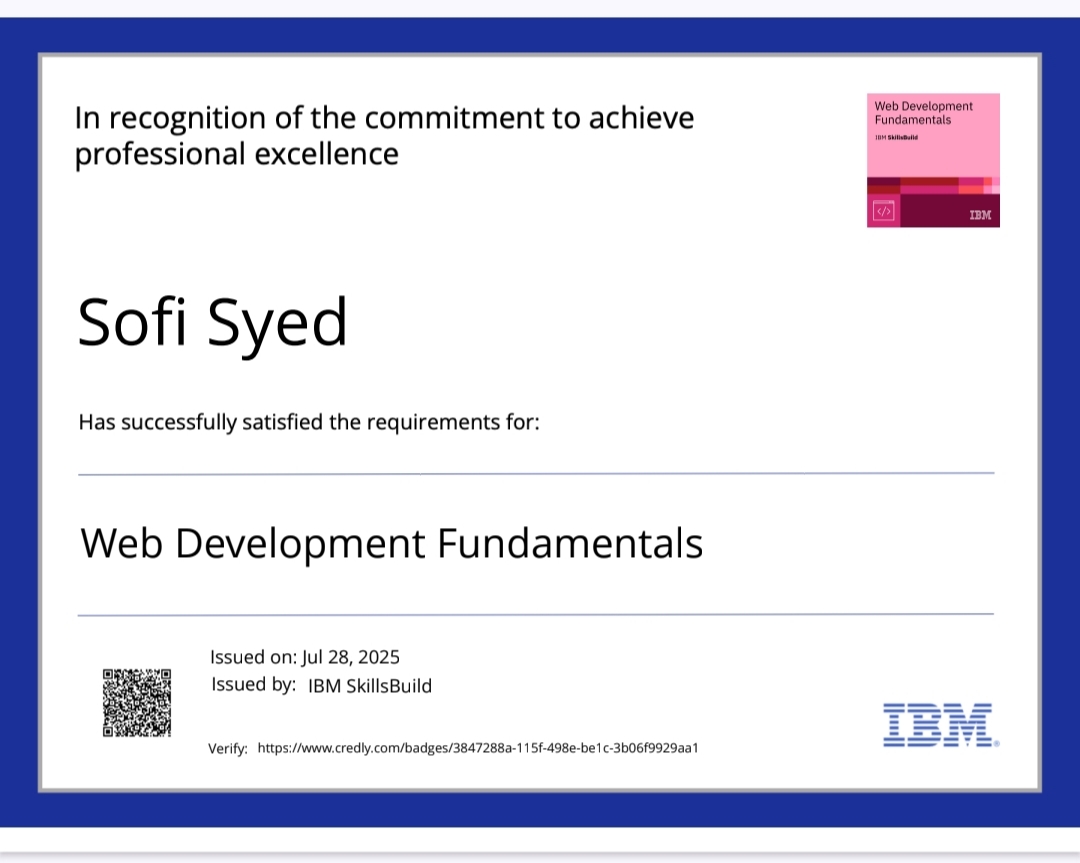 In recognition of the commitment to achieve
professional excellence
Web Development
Fundamentals
IBM SkillsBuild
</>
IBM
Sofi Syed
Has successfully satisfied the requirements for:
Web Development Fundamentals
Issued on: Jul 28, 2025
Issued by: IBM SkillsBuild
Verify: https://www.credly.com/badges/3847288a-115f-498e-be1c-3b06f9929aa1
IBM®